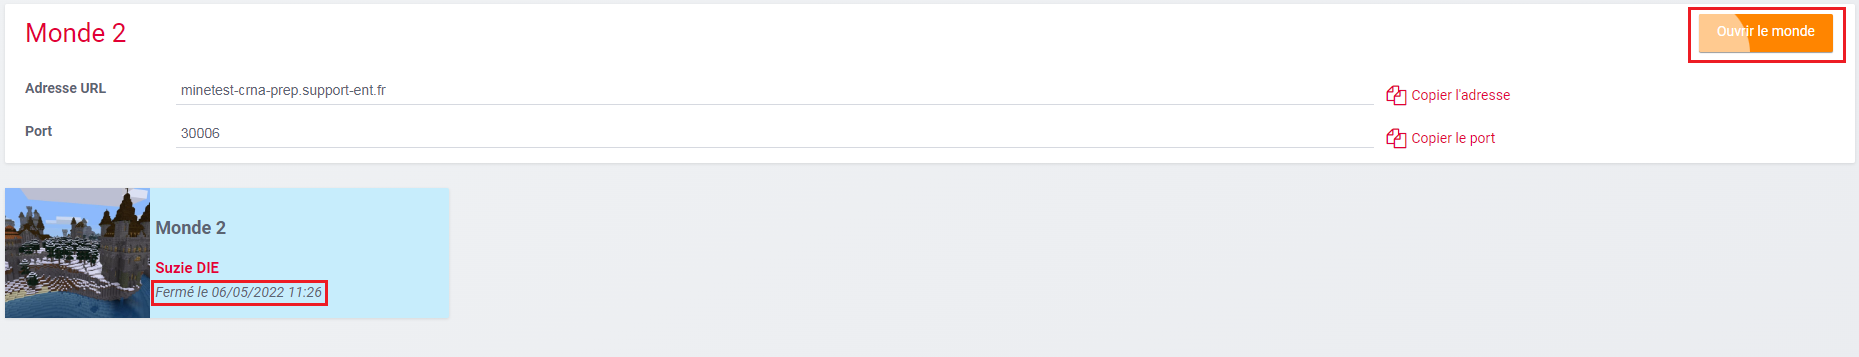 Monde 2
Ouvrir le monde
Adresse URL
minetest-crna-prep.support-ent.fr
Copier l'adresse
Port
30006
Copier le port
Monde 2
Suzie DIE
Fermé le 06/05/2022 11:26